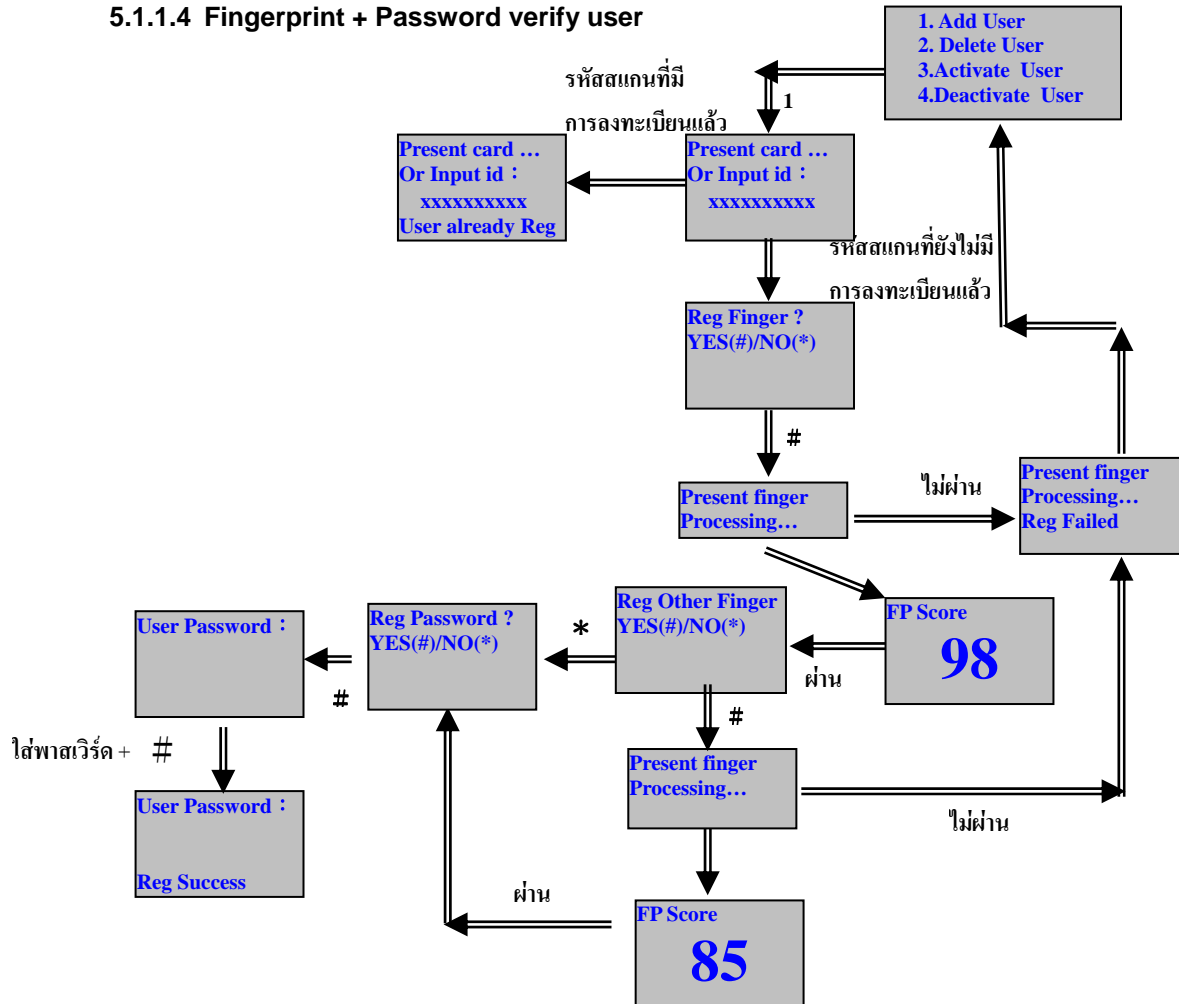 5.1.1.4 Fingerprint + Password verify user
1. Add User
2. Delete User
3.Activate User
4.Deactivate User
รหัสสแกนที่มี
การลงทะเบียนแล้ว
1
Present card …
Or Input id：
xxxxxxxxxx
User already Reg
Present card …
Or Input id：
xxxxxxxxxx
รหัสสแกนที่ยังไม่มี
การลงทะเบียนแล้ว
Reg Finger ?
YES(#)/NO(*)
#
Present finger
Processing…
ไม่ผ่าน
Present finger
Processing…
Reg Failed
FP Score
98
ผ่าน
Reg Other Finger
YES(#)/NO(*)
*
Reg Password ?
YES(#)/NO(*)
#
User Password：
ใส่พาสเวิร์ด + #
User Password：
Reg Success
#
Present finger
Processing…
ไม่ผ่าน
ผ่าน
FP Score
85